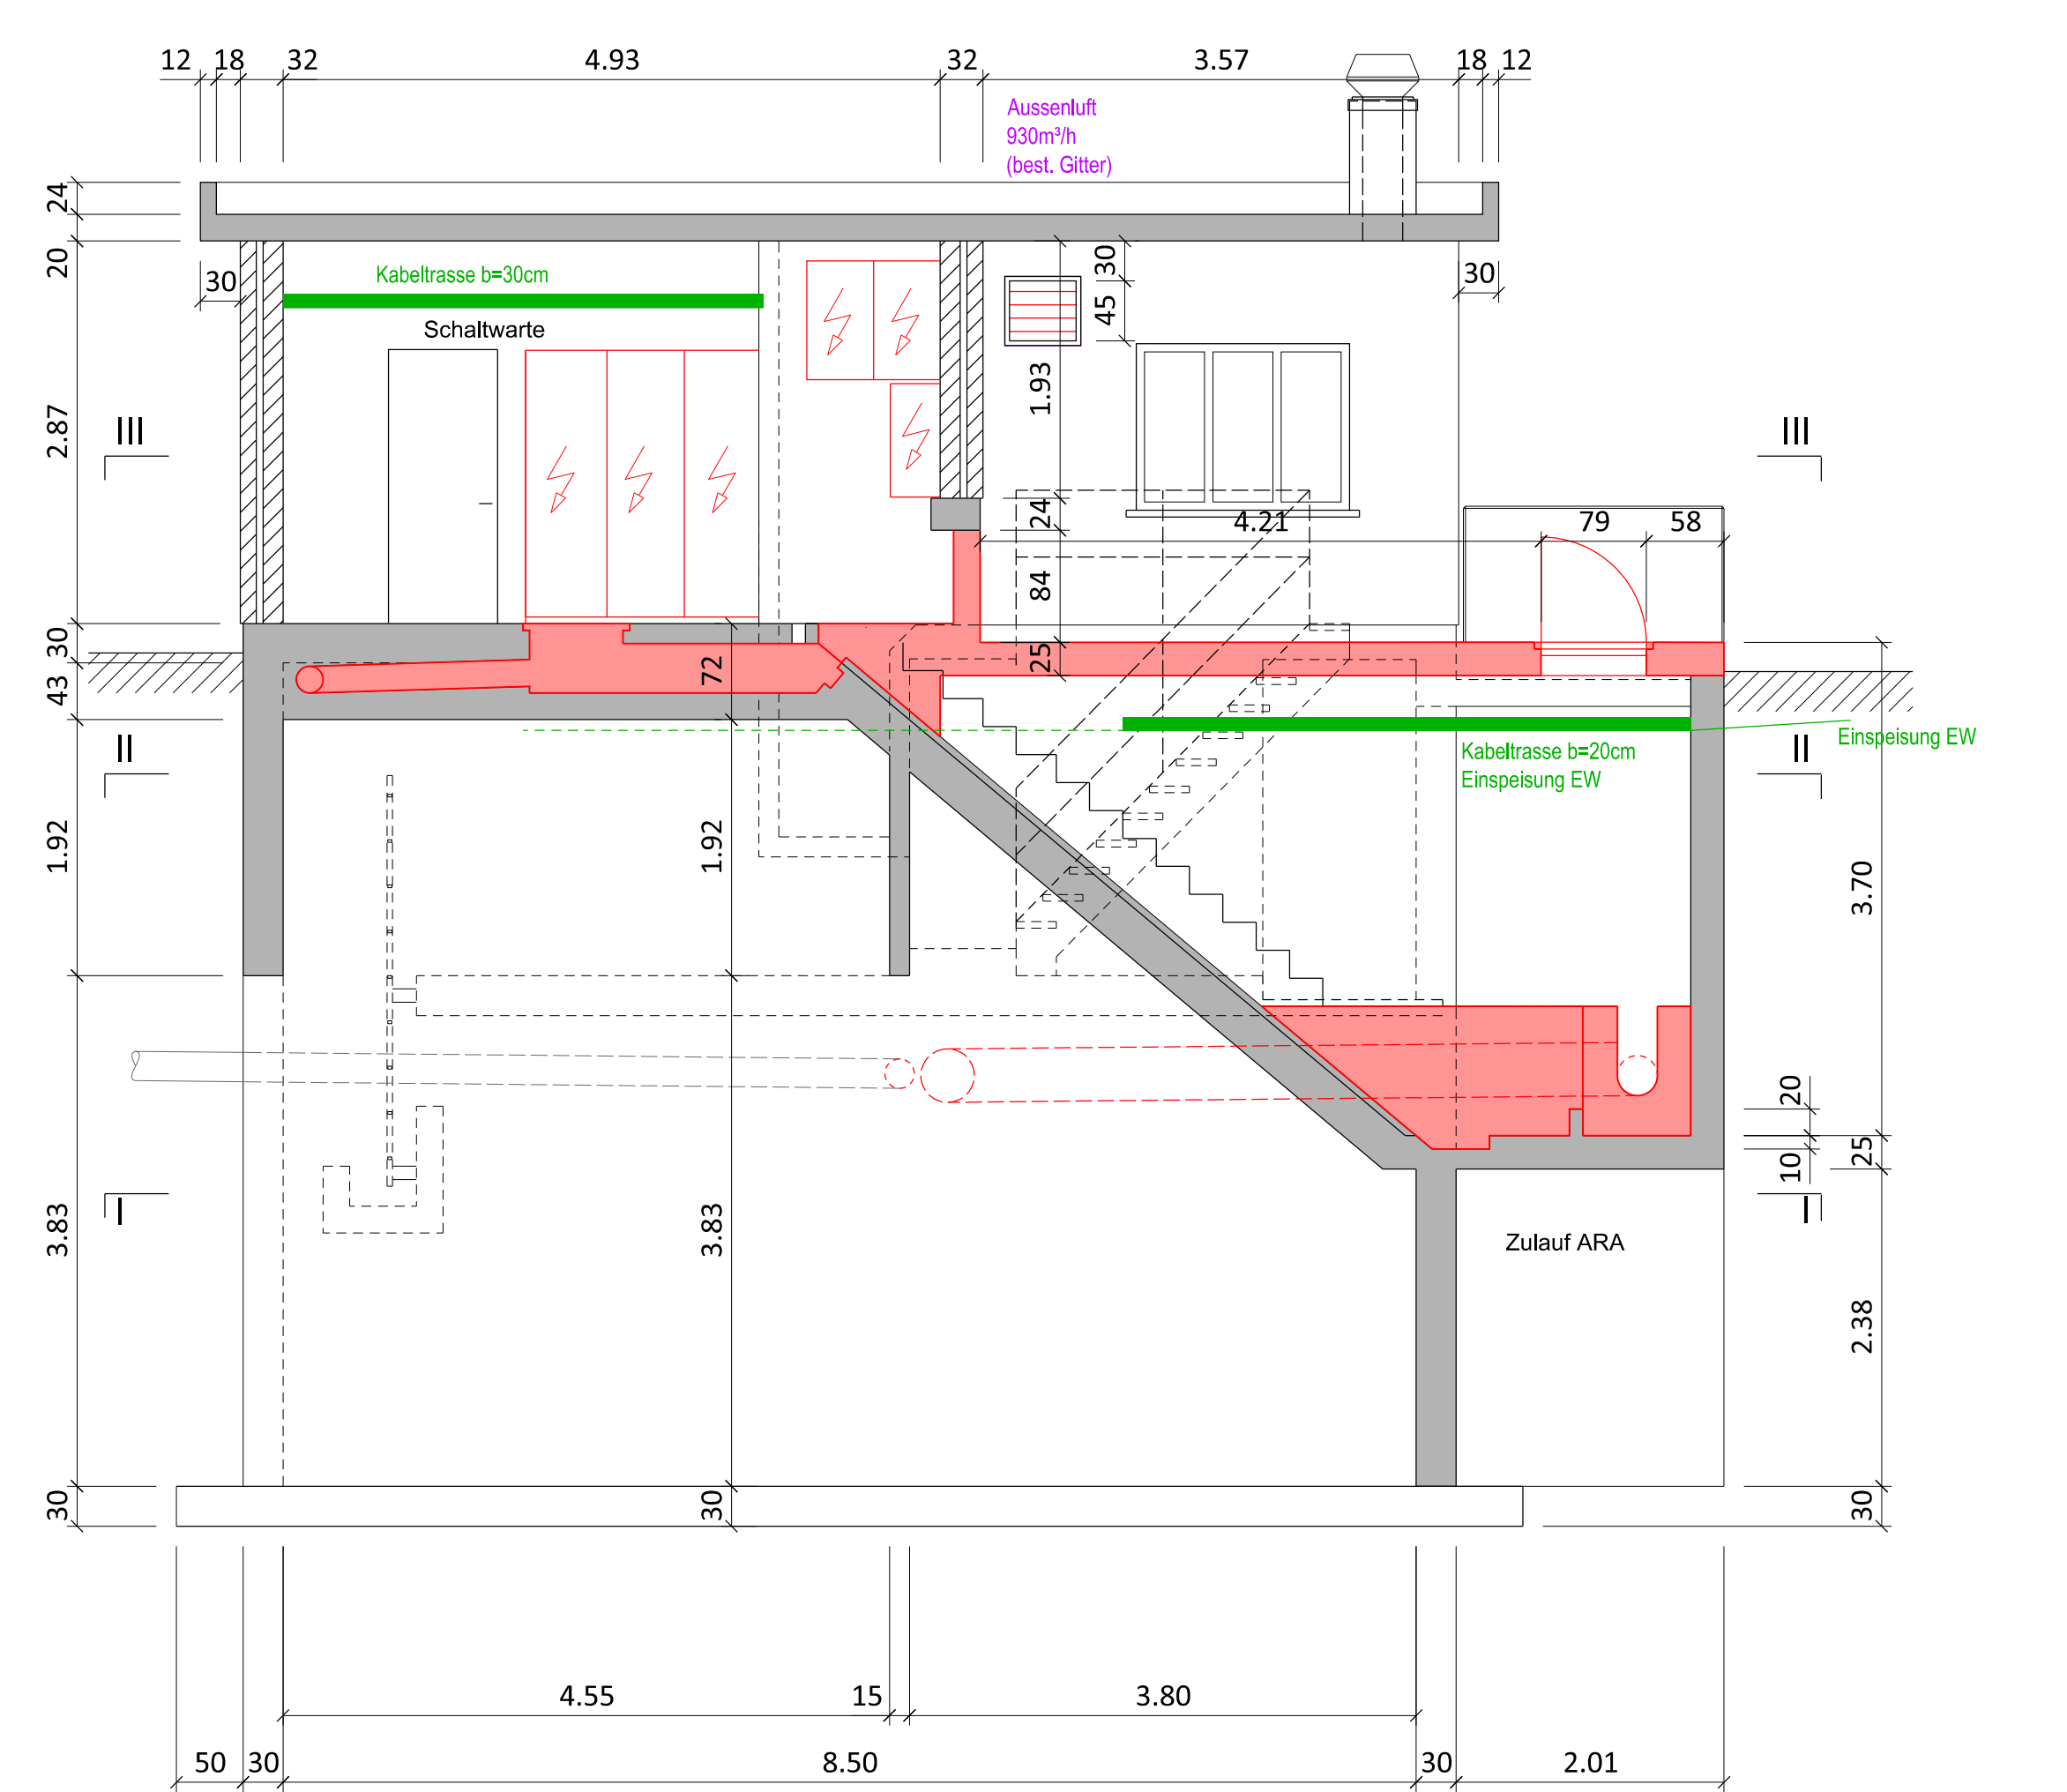 12 18 32 4.93 32 3.57 18 12
Aussenluft
930m³/h
(best. Gitter)
24
20
30
Kabeltrasse b=30cm
Schaltwarte
30
45
30
1.93
2.87
III
III
24
4.21
79
58
84
30
72
25
43
II
II
Kabeltrasse b=20cm
Einspeisung EW
Einspeisung EW
1.92
1.92
3.70
20
25
10
I
I
3.83
3.83
Zulauf ARA
2.38
30
30
30
4.55 15 3.80
50 30 8.50 30 2.01